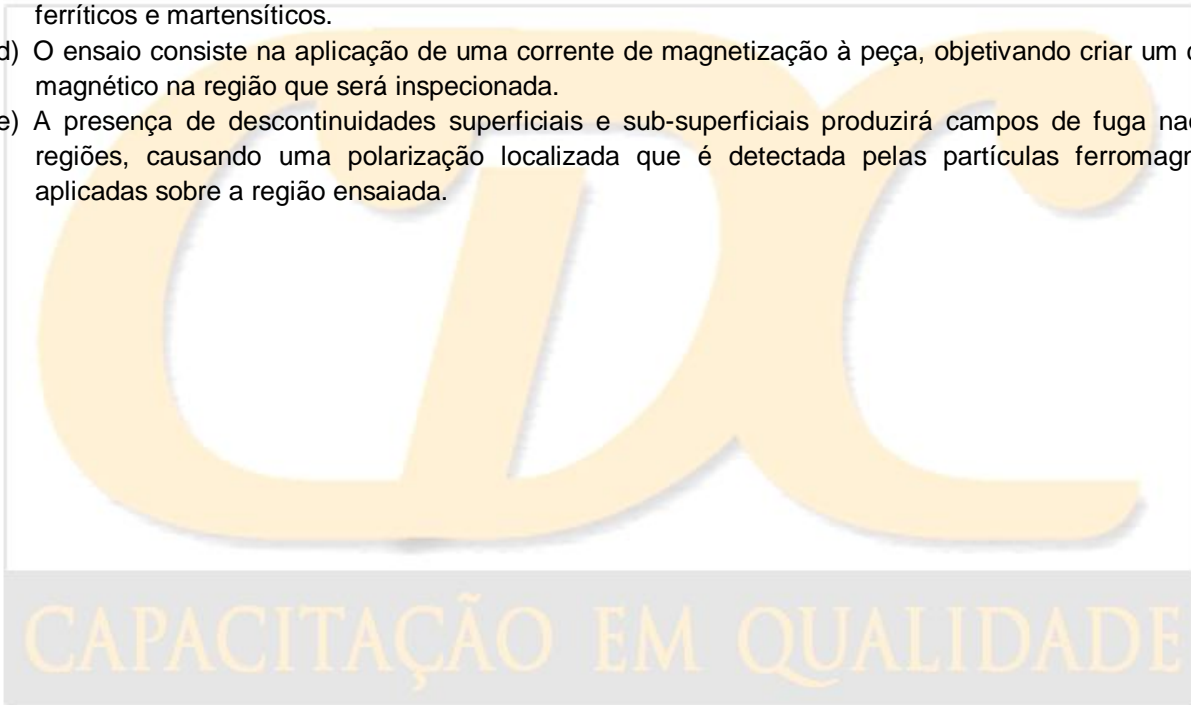 ferríticos e martensíticos.
d) O ensaio consiste na aplicação de uma corrente de magnetização à peça, objetivando criar um
magnético na região que será inspecionada.
e) A presença de descontinuidades superficiais e sub-superficiais produzirá campos de fuga
regiões, causando uma polarização localizada que é detectada pelas partículas
aplicadas sobre a região ensaiada.
CDC
CAPACITAÇÃO EM QUALIDADE